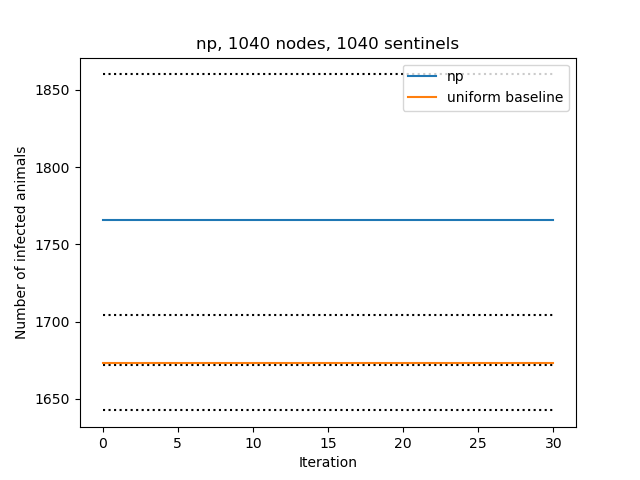 np, 1040 nodes, 1040 sentinels
np
uniform baseline
1850
1800
1750
1700
1650
Number of infected animals
0 5 10 15 20 25 30
Iteration